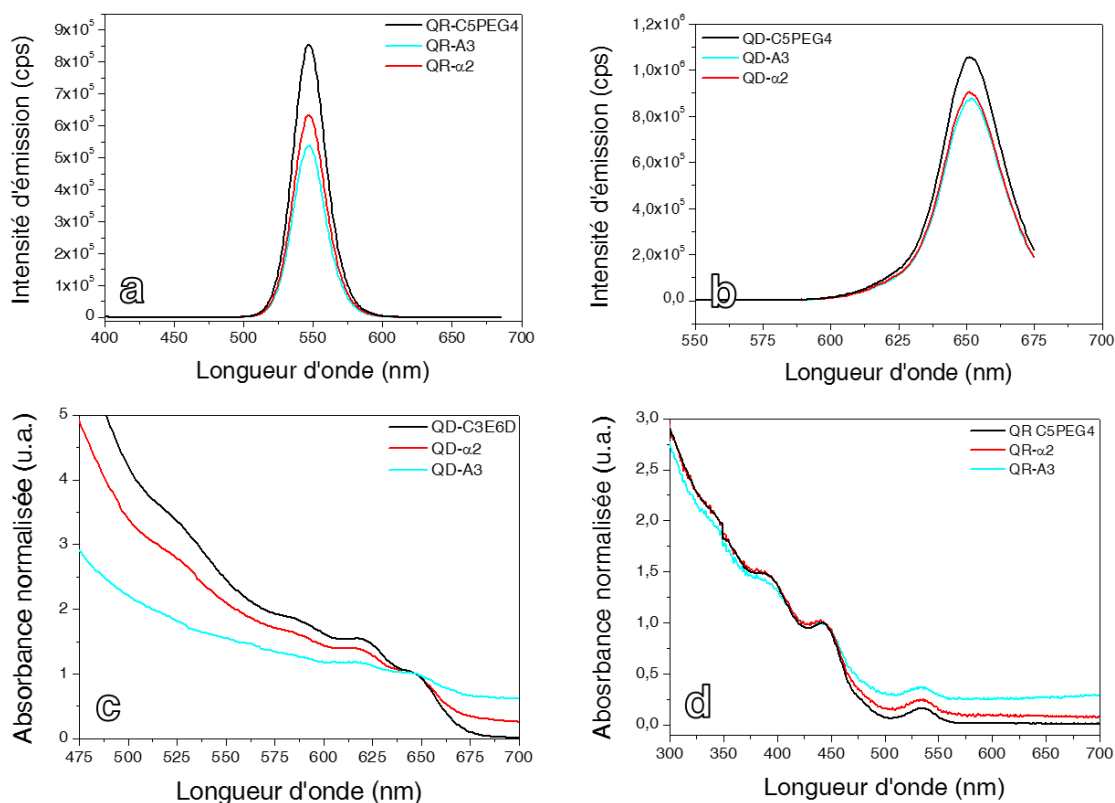 9x10⁵
8x10⁵
7x10⁵
6x10⁵
5x10⁵
4x10⁵
3x10⁵
2x10⁵
1x10⁵
0
Intensité d'émission (cps)
QR-C5PEG4
QR-A3
QR-α2
a
400 450 500 550 600 650 700
Longueur d'onde (nm)
1,2x10⁶
1,0x10⁶
8,0x10⁵
6,0x10⁵
4,0x10⁵
2,0x10⁵
0,0
Intensité d'émission (cps)
QD-C5PEG4
QD-A3
QD-α2
b
550 575 600 625 650 675 700
Longueur d'onde (nm)
5
4
3
2
1
0
Absorbance normalisée (u.a.)
QD-C3E6D
QD-α2
QD-A3
c
475 500 525 550 575 600 625 650 675 700
Longueur d'onde (nm)
3,0
2,5
2,0
1,5
1,0
0,5
0,0
Abosrbance normalisée (u.a.)
QR C5PEG4
QR-α2
QR-A3
d
300 350 400 450 500 550 600 650 700
Longueur d'onde (nm)